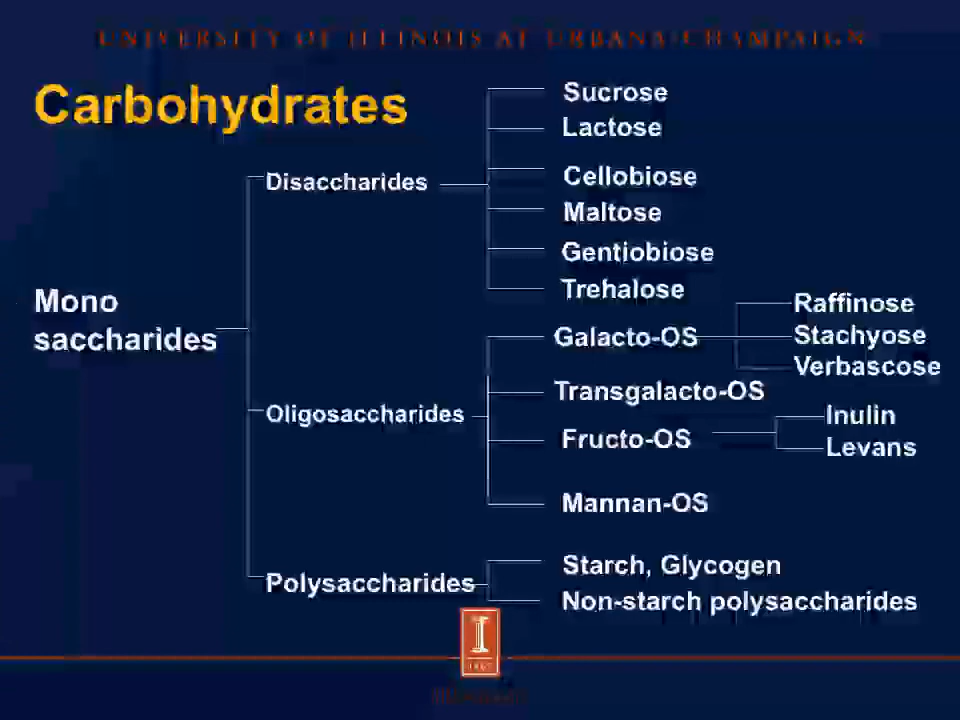 UNIVERSITY OF ILLINOIS AT URBANA-CHAMPAIGN
Carbohydrates
Mono
saccharides
Disaccharides
Sucrose
Lactose
Cellobiose
Maltose
Gentiobiose
Trehalose
Oligosaccharides
Galacto-OS
Raffinose
Stachyose
Verbascose
Transgalacto-OS
Fructo-OS
Inulin
Levans
Mannan-OS
Polysaccharides
Starch, Glycogen
Non-starch polysaccharides
I